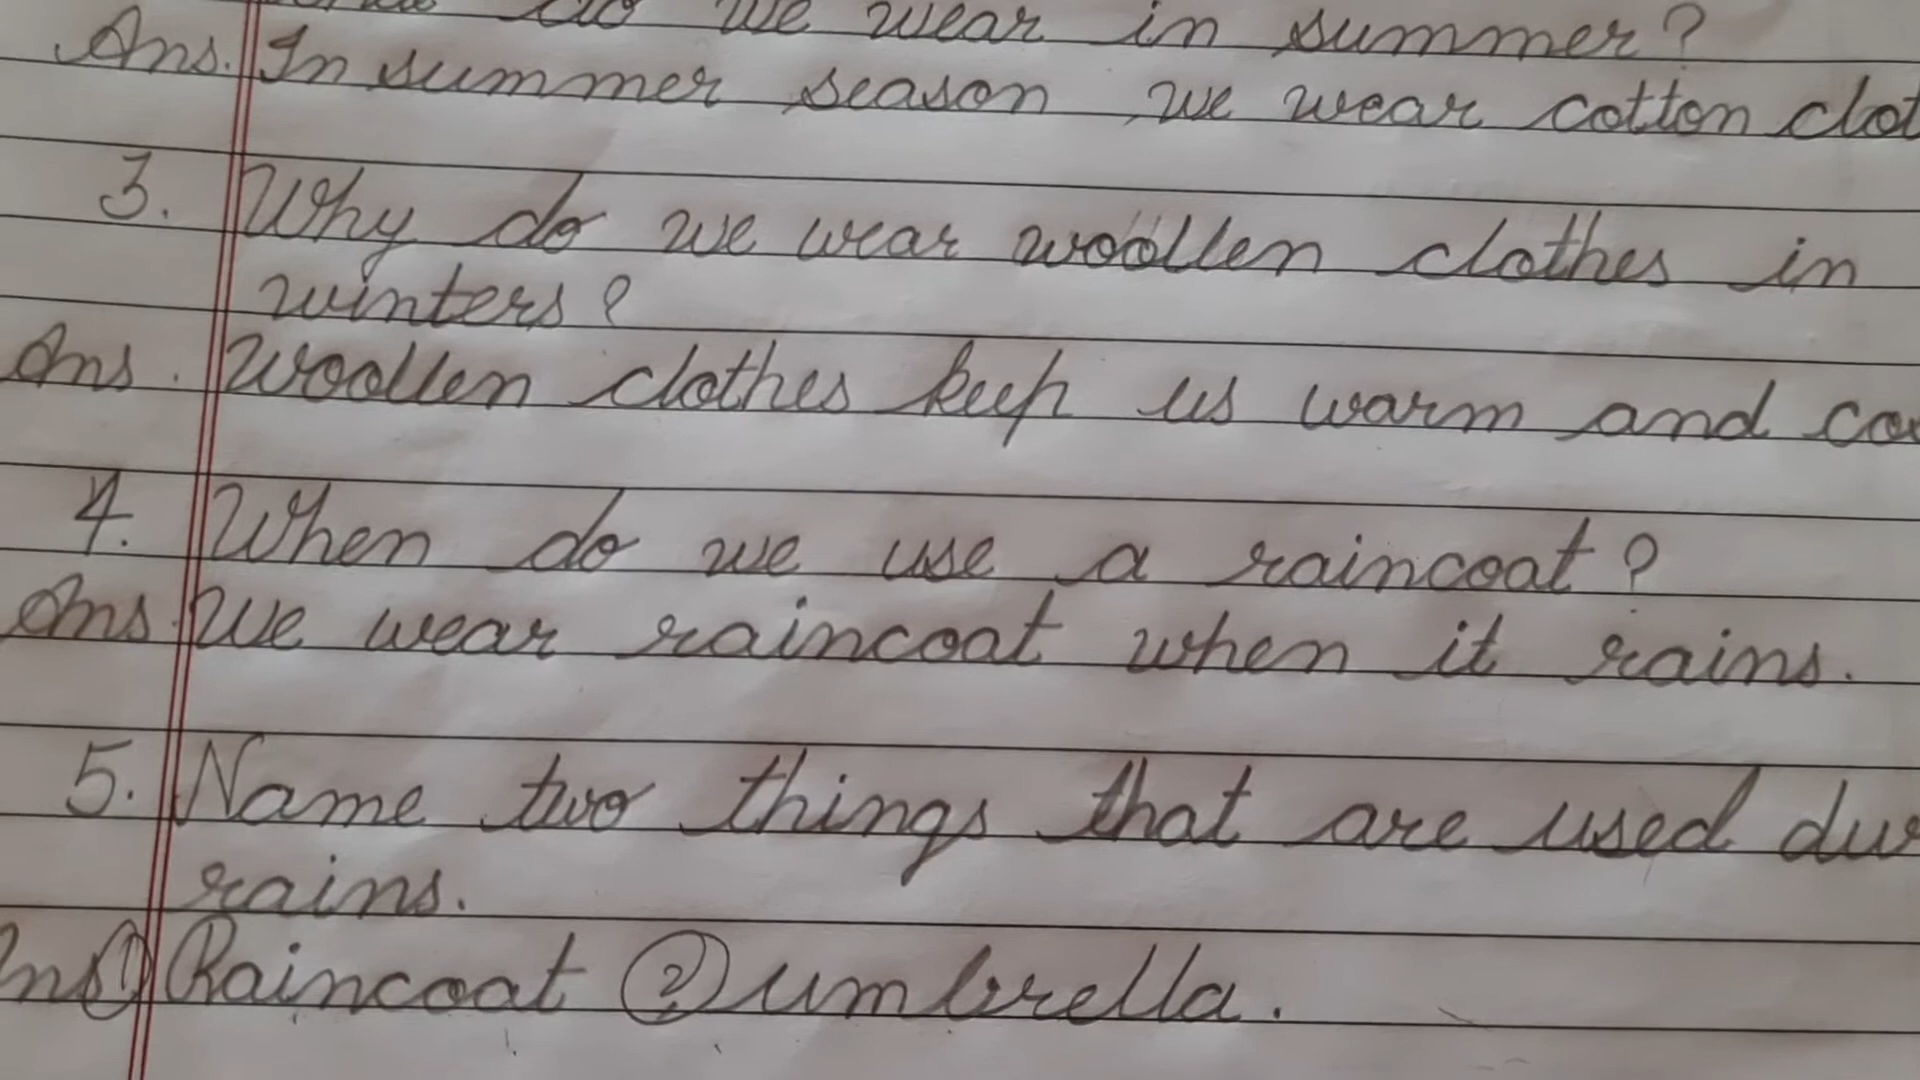 do we wear in summer?
Ans. In summer season we wear cotton clot
3. Why do we wear woollen clothes in
winters?
Ans. Woollen clothes keep us warm and co
4. When do we use a raincoat?
Ans. We wear raincoat when it rains.
5. Name two things that are used dur
rains.
Ans ① Raincoat ② umbrella.